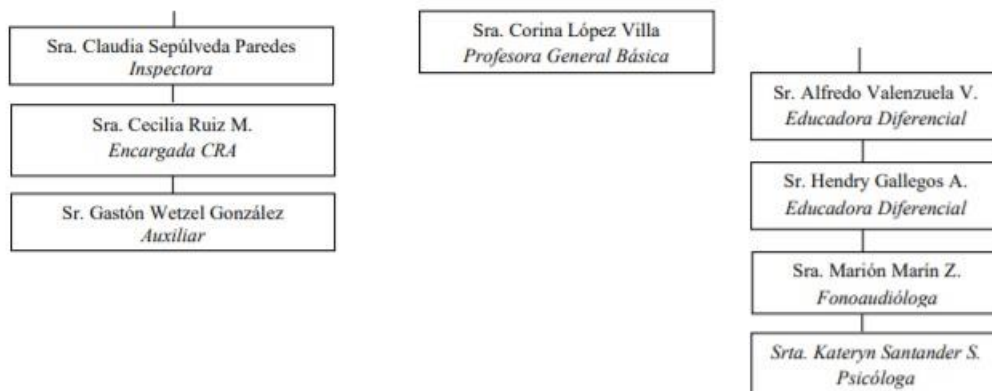 Sra. Claudia Sepúlveda Paredes
Inspectora
Sra. Cecilia Ruiz M.
Encargada CRA
Sr. Gastón Wetzel González
Auxiliar
Sra. Corina López Villa
Profesora General Básica
Sr. Alfredo Valenzuela V.
Educadora Diferencial
Sr. Hendry Gallegos A.
Educadora Diferencial
Sra. Marión Marín Z.
Fonoaudióloga
Srta. Kateryn Santander S.
Psicóloga